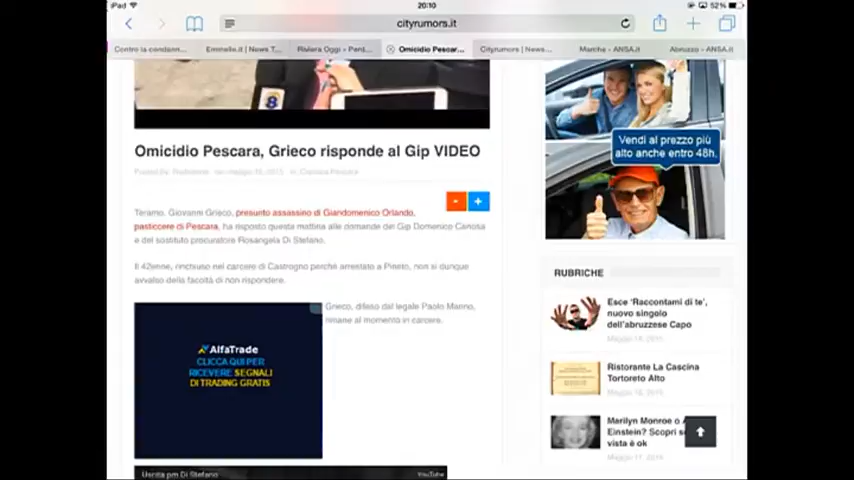 iPad
20:10
52%
cityrumors.it
Contro la condann...
Emmelle.it | News T...
Riviera Oggi » Perd...
Omicidio Pescar...
Cityrumors | News...
Marche - ANSA.it
Abruzzo - ANSA.it
8
Vendi al prezzo più
alto anche entro 48h.
Omicidio Pescara, Grieco risponde al Gip VIDEO
- +
Teramo. Giovanni Grieco, presunto assassino di Giandomenico Orlando,
pasticcere di Pescara, ha risposto questa mattina alle domande del Gip Domenico Canosa
e del sostituto procuratore Rosangela Di Stefano.
Il 42enne, rinchiuso nel carcere di Castrogno perché arrestato a Pineto, non si dunque
avvalso della facoltà di non rispondere.
Grieco, difeso dal legale Paolo Marino,
rimane al momento in carcere.
AlfaTrade
CLICCA QUI PER
RICEVERE SEGNALI
DI TRADING GRATIS
Uscita pm Di Stefano
YouTube
RUBRICHE
Esce ‘Raccontami di te’,
nuovo singolo
dell’abruzzese Capo
Ristorante La Cascina
Tortoreto Alto
Marilyn Monroe o
Einstein? Scopri
vista è ok